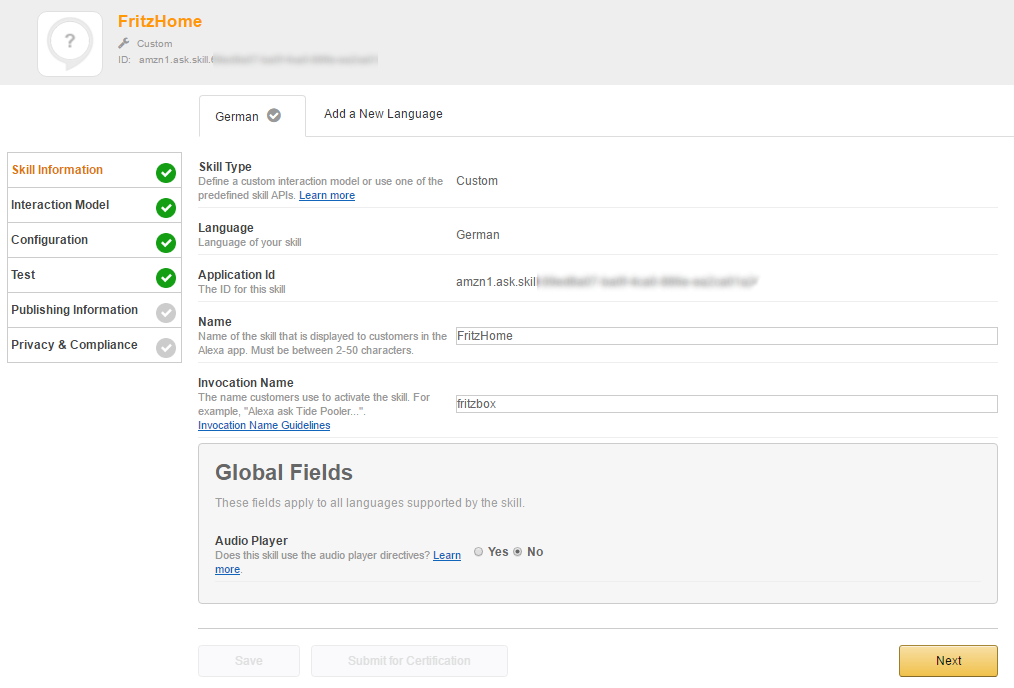 FritzHome
?
Custom
ID: amzn1.ask.skill.
German
Add a New Language
Skill Information
Interaction Model
Configuration
Test
Publishing Information
Privacy & Compliance
Skill Type
Define a custom interaction model or use one of the
predefined skill APIs. Learn more
Custom
Language
Language of your skill
German
Application Id
The ID for this skill
amzn1.ask.skil
Name
Name of the skill that is displayed to customers in the
Alexa app. Must be between 2-50 characters.
FritzHome
Invocation Name
The name customers use to activate the skill. For
example, "Alexa ask Tide Pooler...".
Invocation Name Guidelines
fritzbox
Global Fields
These fields apply to all languages supported by the skill.
Audio Player
Does this skill use the audio player directives? Learn
more.
Yes No
Save
Submit for Certification
Next